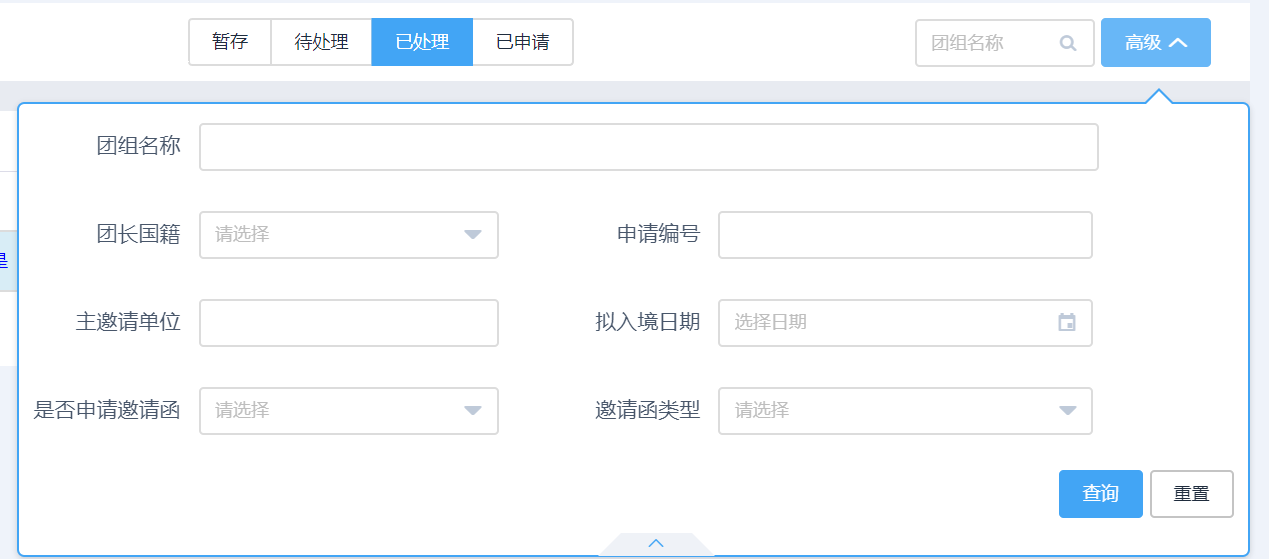 暂存 待处理 已处理 已申请 团组名称 高级
团组名称
团长国籍 请选择 申请编号
是
主邀请单位 拟入境日期 选择日期
是否申请邀请函 请选择 邀请函类型 请选择
查询 重置